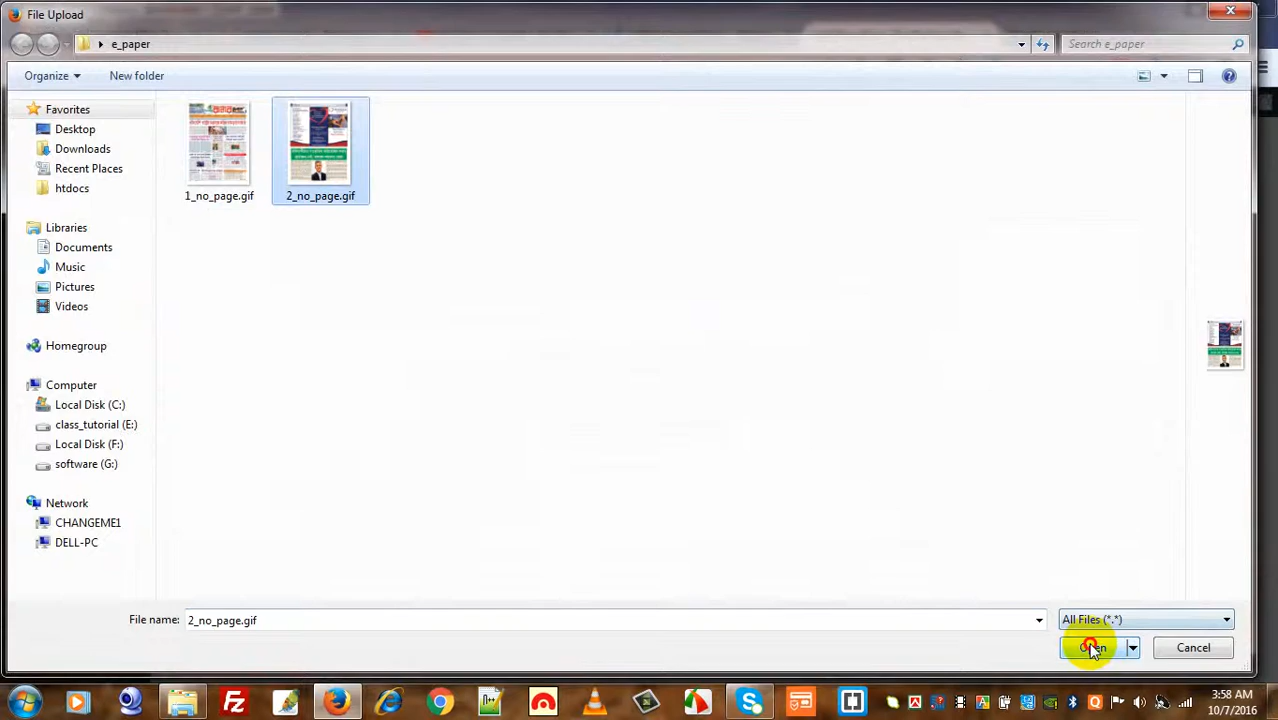 File Upload
e_paper
Search e_paper
Organize
New folder
Favorites
Desktop
Downloads
Recent Places
htdocs
Libraries
Documents
Music
Pictures
Videos
Homegroup
Computer
Local Disk (C:)
class_tutorial (E:)
Local Disk (F:)
software (G:)
Network
CHANGEME1
DELL-PC
1_no_page.gif
2_no_page.gif
File name:
2_no_page.gif
All Files (*.*)
Open
Cancel
3:58 AM
10/7/2016